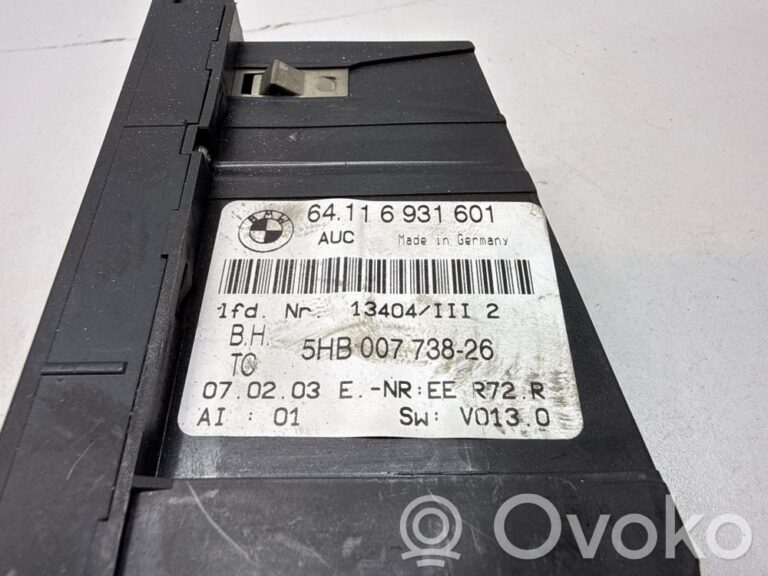 BMW
64.11 6 931 601
AUC Made in Germany
lfd. Nr. 13404/III 2
B.H.
TC 5HB 007 738-26
07.02.03 E.-NR:EE R72.R
AI : 01 Sw: V013.0
Ovoko